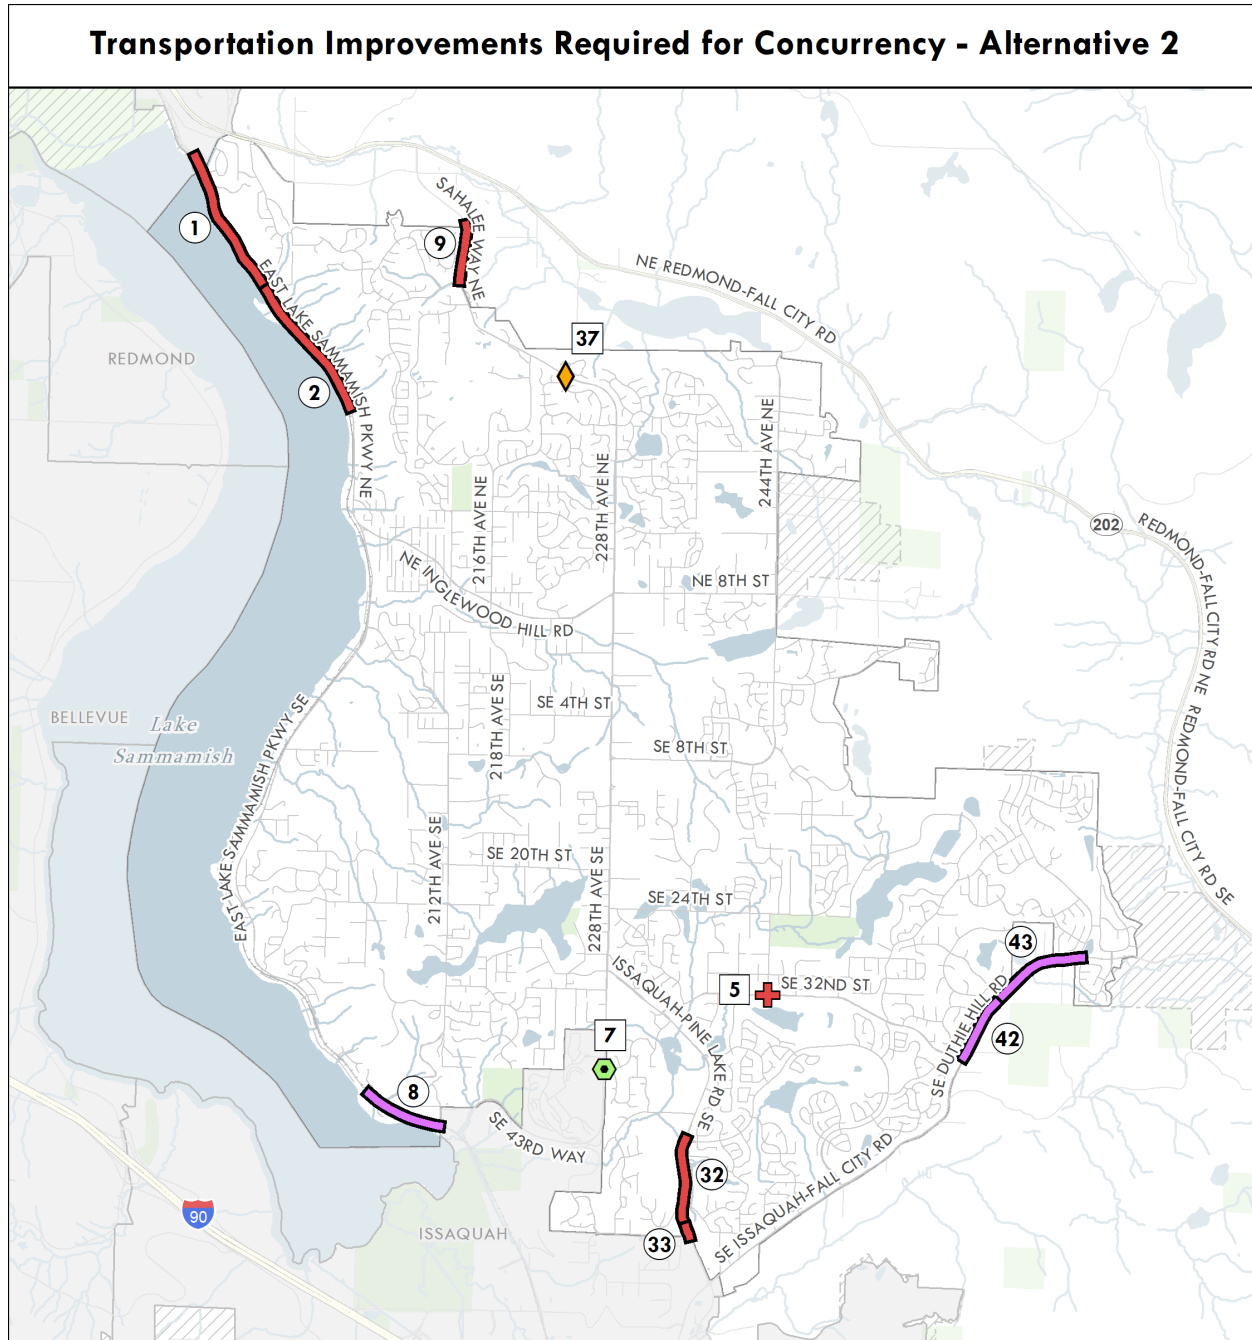 Transportation Improvements Required for Concurrency - Alternative 2
1
SAHALEE WAY NE
9
EAST LAKE SAMMAMISH PKWY NE
NE REDMOND-FALL CITY RD
37
REDMOND
2
244TH AVE NE
228TH AVE NE
216TH AVE NE
202
REDMOND-FALL CITY RD NE
NE INGLEWOOD HILL RD
NE 8TH ST
218TH AVE SE
SE 4TH ST
BELLEVUE
Lake
Sammamish
SE 8TH ST
EAST LAKE SAMMAMISH PKWY SE
REDMOND-FALL CITY RD SE
212TH AVE SE
SE 20TH ST
228TH AVE SE
SE 24TH ST
43
ISSAQUAH-PINE LAKE RD SE
5
SE 32ND ST
SE DUTHIE HILL RD
7
42
8
SE 43RD WAY
32
SE ISSAQUAH-FALL CITY RD
90
ISSAQUAH
33